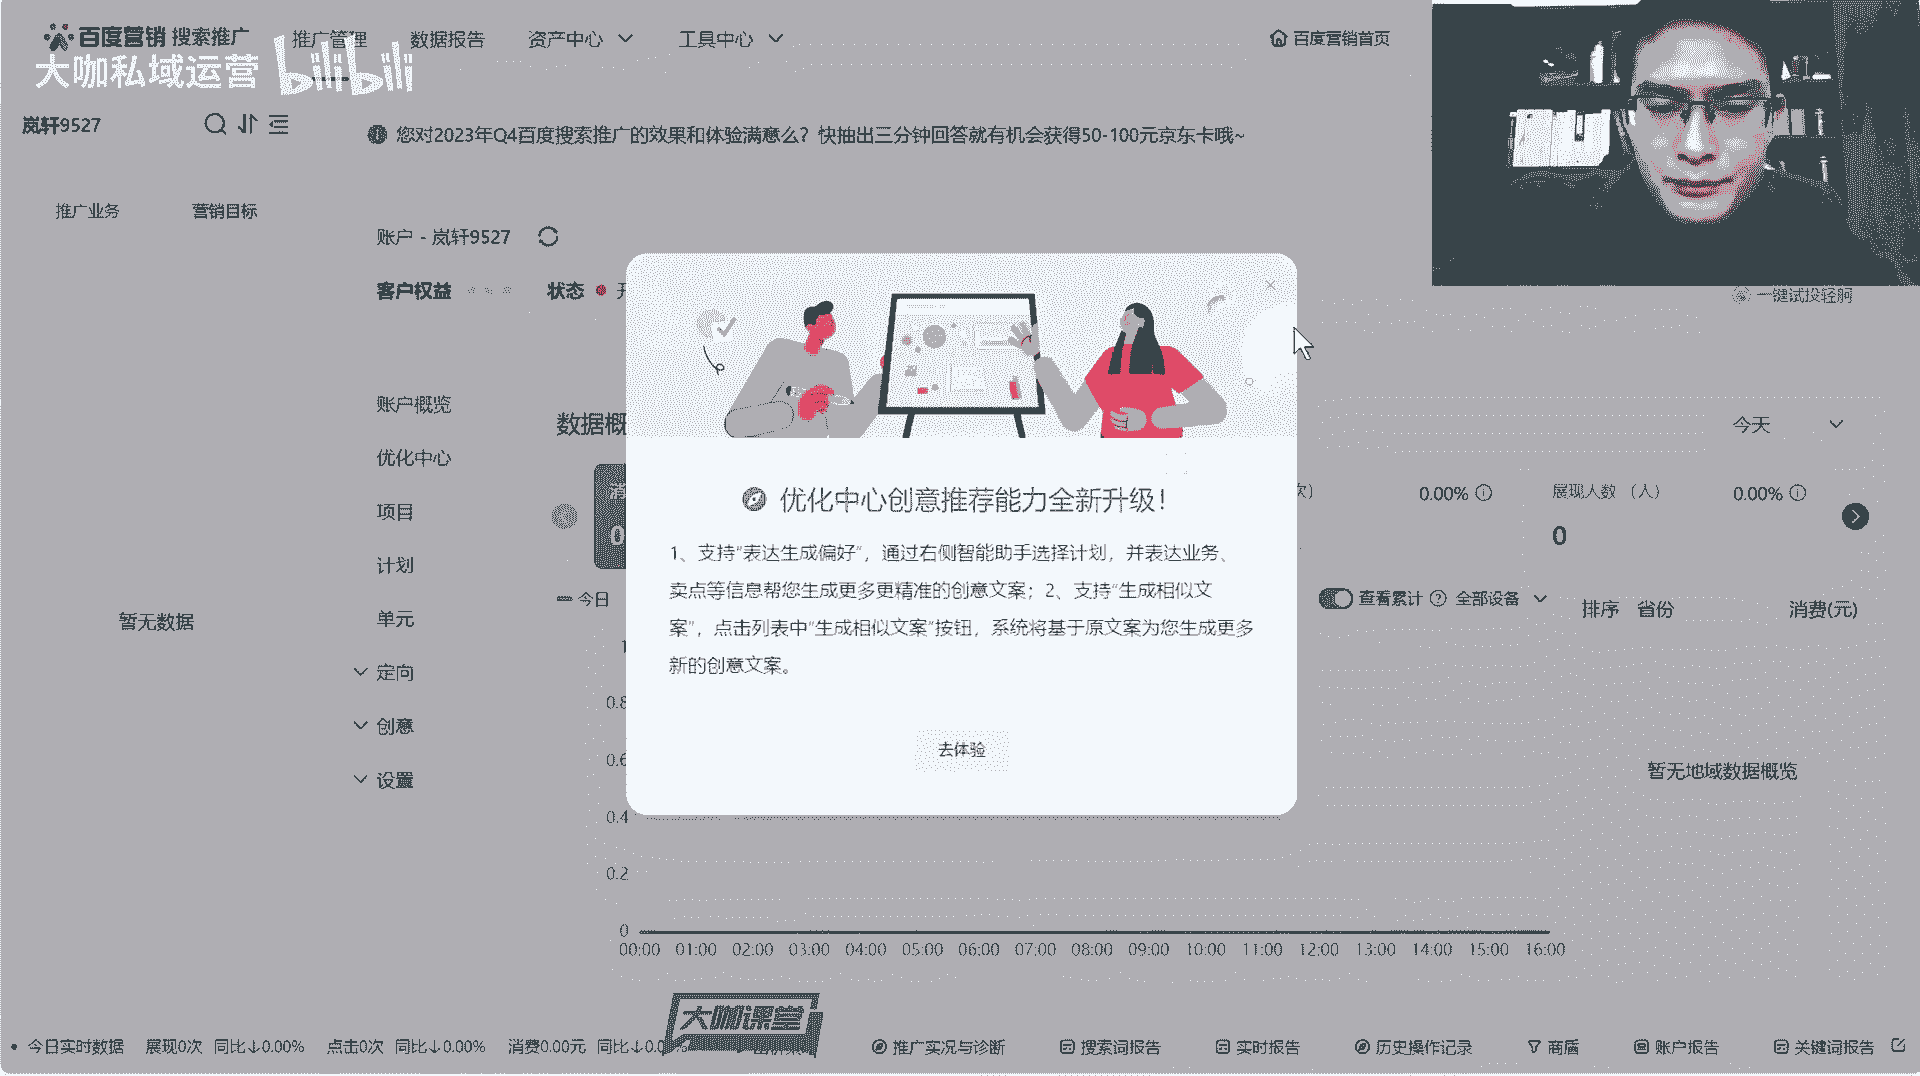 百度营销 搜索推广
推广管理
数据报告
资产中心
工具中心
百度营销首页
大咖私域运营 bilibili
岚轩9527
您对2023年Q4百度搜索推广的效果和体验满意么？快抽出三分钟回答就有机会获得50-100元京东卡哦~
推广业务 营销目标
账户 - 岚轩9527
客户权益 状态
一键试投轻舸
账户概览
优化中心
项目
计划
单元
定向
创意
设置
暂无数据
数据概
今天
0.00%
展现人数 （人） 0.00%
0
今日
查看累计 全部设备
排序 省份 消费(元)
优化中心创意推荐能力全新升级！
1、支持“表达生成偏好”，通过右侧智能助手选择计划，并表达业务、
卖点等信息帮您生成更多更精准的创意文案；2、支持“生成相似文
案”，点击列表中“生成相似文案”按钮，系统将基于原文案为您生成更多
新的创意文案。
去体验
暂无地域数据概览
1
0.8
0.6
0.4
0.2
0
00:00 01:00 02:00 03:00 04:00 05:00 06:00 07:00 08:00 09:00 10:00 11:00 12:00 13:00 14:00 15:00 16:00
大咖课堂
今日实时数据 展现0次 同比↓0.00% 点击0次 同比↓0.00% 消费0.00元 同比↓0.0
推广实况与诊断 搜索词报告 实时报告 历史操作记录 商盾 账户报告 关键词报告